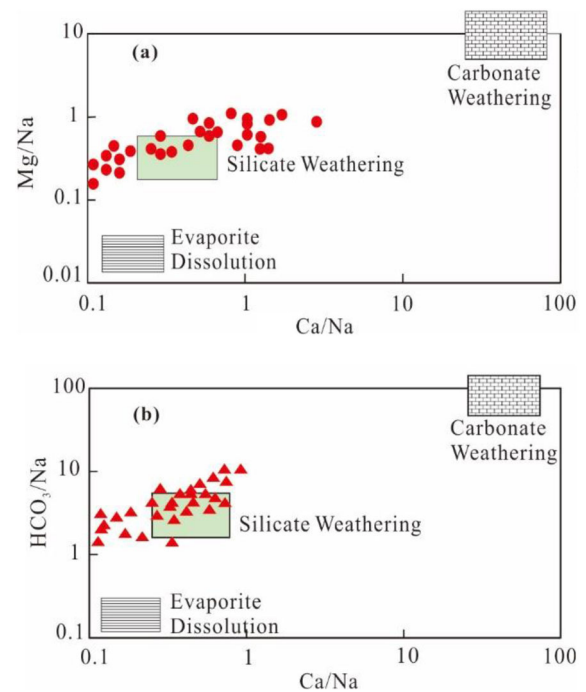 10
(a)
Carbonate
Weathering
1
Mg/Na
Silicate Weathering
0.1
Evaporite
Dissolution
0.01
0.1
1
10
100
Ca/Na
100
(b)
Carbonate
Weathering
10
HCO₃/Na
Silicate Weathering
1
Evaporite
Dissolution
0.1
0.1
1
10
100
Ca/Na